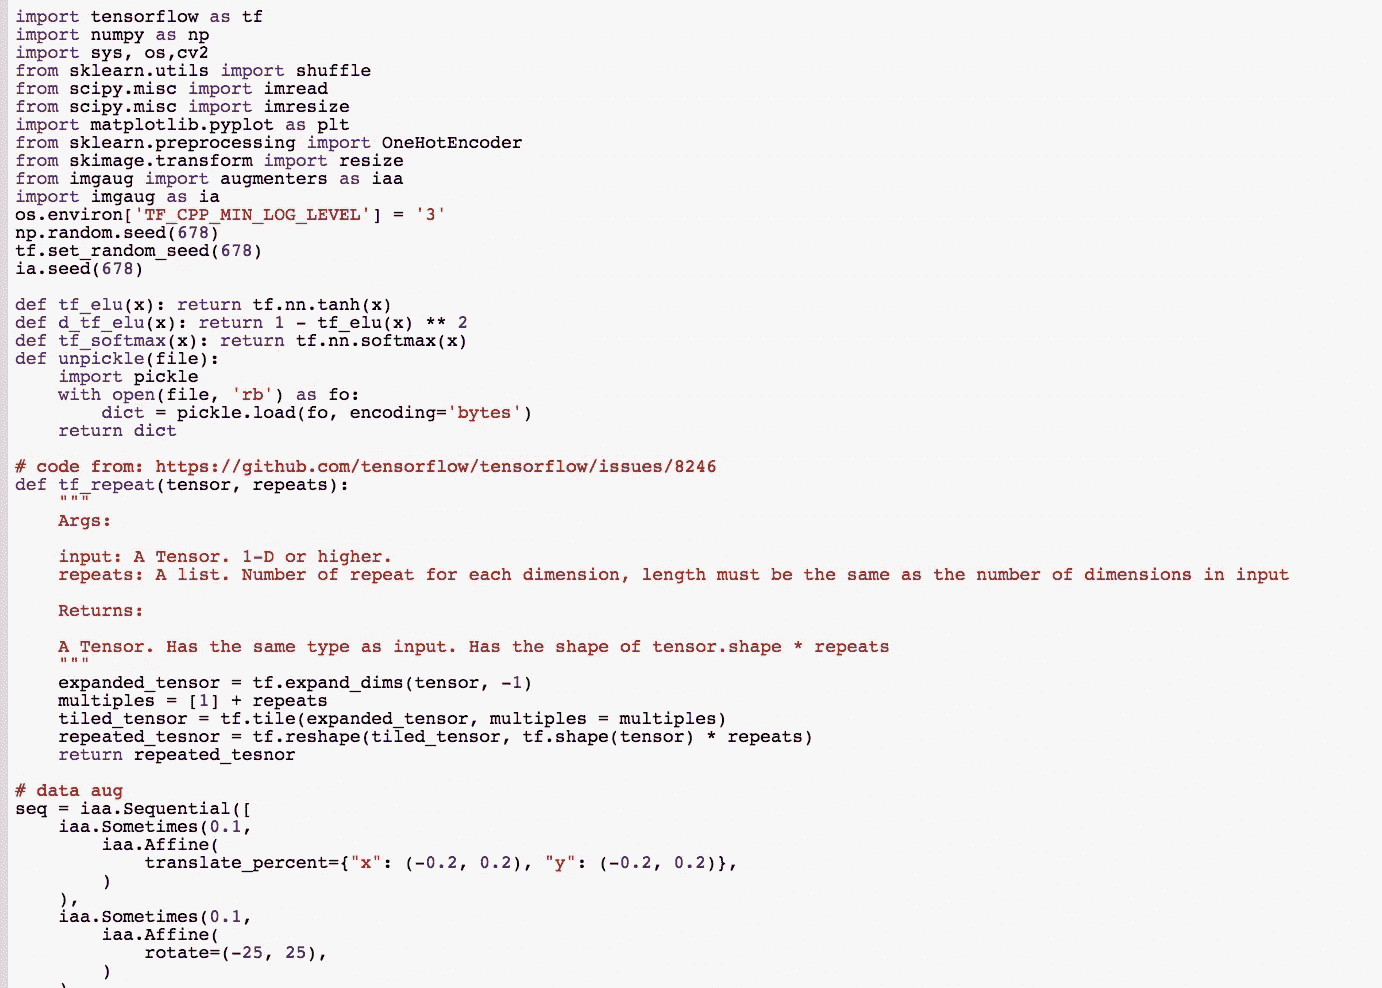 import tensorflow as tf
import numpy as np
import sys, os,cv2
from sklearn.utils import shuffle
from scipy.misc import imread
from scipy.misc import imresize
import matplotlib.pyplot as plt
from sklearn.preprocessing import OneHotEncoder
from skimage.transform import resize
from imgaug import augmenters as iaa
import imgaug as ia
os.environ['TF_CPP_MIN_LOG_LEVEL'] = '3'
np.random.seed(678)
tf.set_random_seed(678)
ia.seed(678)

def tf_elu(x): return tf.nn.tanh(x)
def d_tf_elu(x): return 1 - tf_elu(x) ** 2
def tf_softmax(x): return tf.nn.softmax(x)
def unpickle(file):
    import pickle
    with open(file, 'rb') as fo:
        dict = pickle.load(fo, encoding='bytes')
    return dict

# code from: https://github.com/tensorflow/tensorflow/issues/8246
def tf_repeat(tensor, repeats):
    """
    Args:

    input: A Tensor. 1-D or higher.
    repeats: A list. Number of repeat for each dimension, length must be the same as the number of dimensions in input

    Returns:

    A Tensor. Has the same type as input. Has the shape of tensor.shape * repeats
    """
    expanded_tensor = tf.expand_dims(tensor, -1)
    multiples = [1] + repeats
    tiled_tensor = tf.tile(expanded_tensor, multiples = multiples)
    repeated_tesnor = tf.reshape(tiled_tensor, tf.shape(tensor) * repeats)
    return repeated_tesnor

# data aug
seq = iaa.Sequential([
    iaa.Sometimes(0.1,
        iaa.Affine(
            translate_percent={"x": (-0.2, 0.2), "y": (-0.2, 0.2)},
        )
    ),
    iaa.Sometimes(0.1,
        iaa.Affine(
            rotate=(-25, 25),
        )